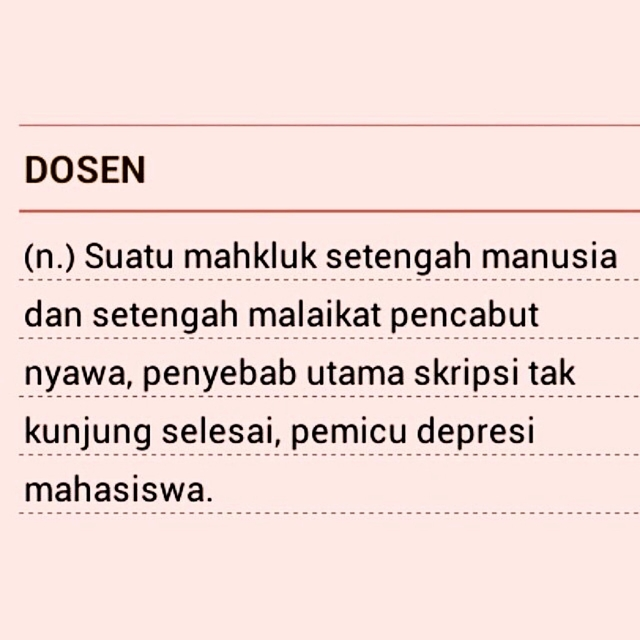 DOSEN
(n.) Suatu mahkluk setengah manusia
dan setengah malaikat pencabut
nyawa, penyebab utama skripsi tak
kunjung selesai, pemicu depresi
mahasiswa.